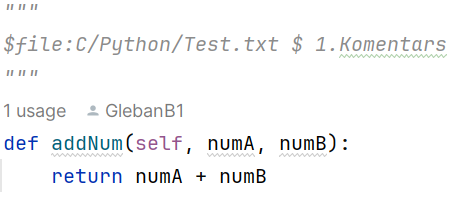 """
$file:C/Python/Test.txt $ 1.Komentars
"""
1 usage GlebanB1
def addNum(self, numA, numB):
    return numA + numB